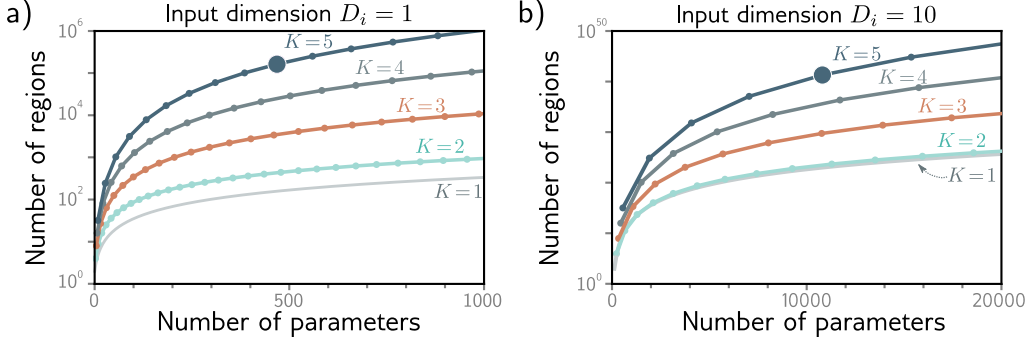 a)
Input dimension $D_i = 1$
Number of regions
10^6
10^4
10^2
10^0
K=5
K=4
K=3
K=2
K=1
0
500
1000
Number of parameters
b)
Input dimension $D_i = 10$
Number of regions
10^50
10^0
K=5
K=4
K=3
K=2
K=1
0
10000
20000
Number of parameters